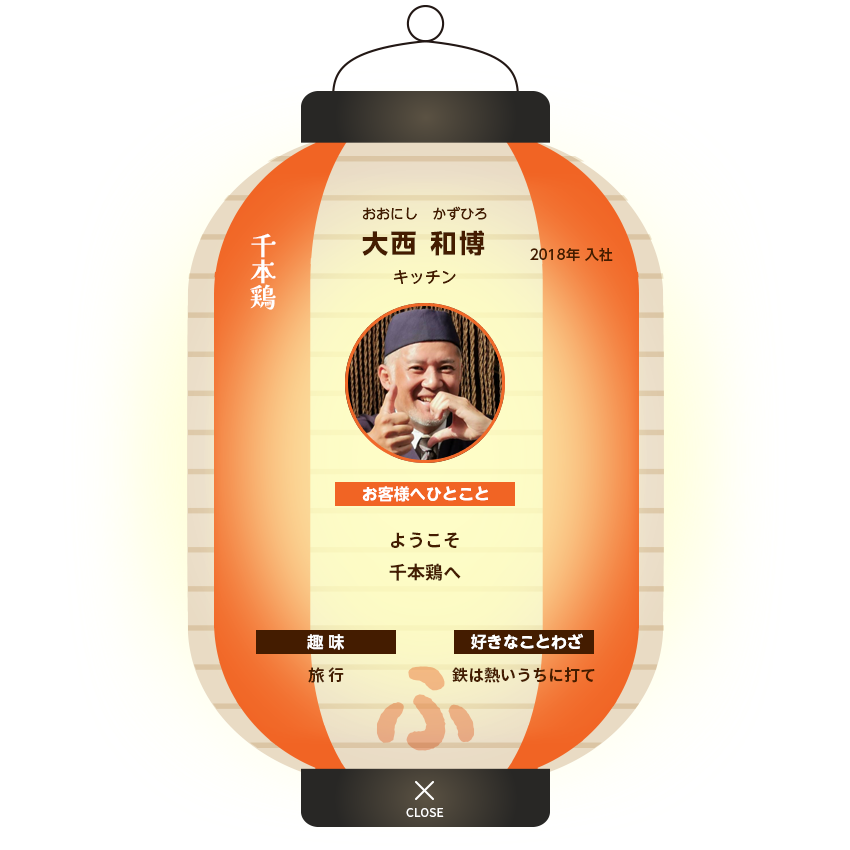 おおにし　かずひろ
大西 和博
2018年 入社
キッチン
千本鶏
お客様へひとこと
ようこそ
千本鶏へ
趣味
旅行
好きなことわざ
鉄は熱いうちに打て
ふ
CLOSE